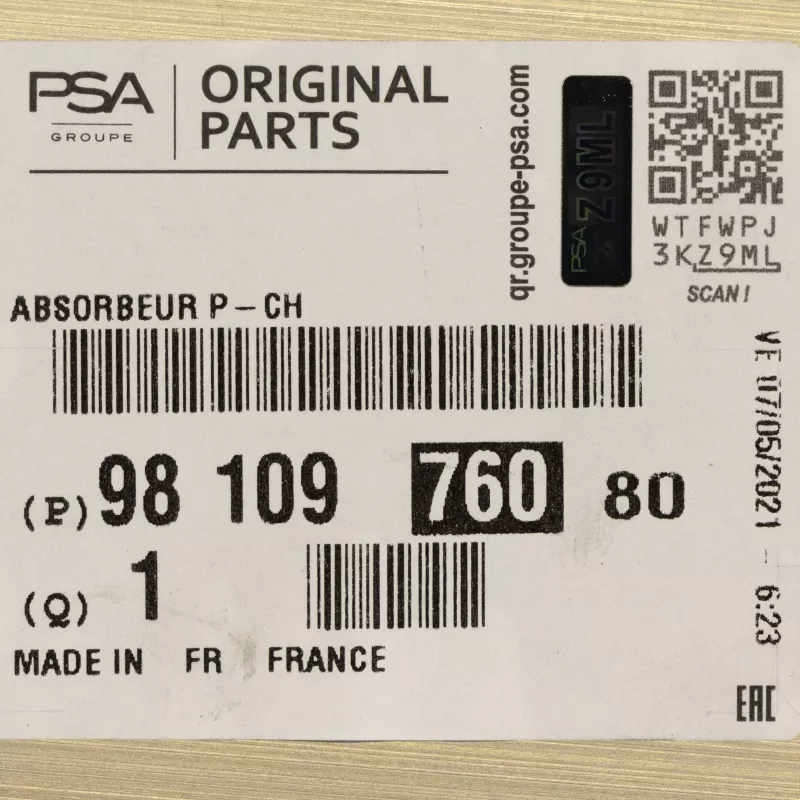 PSA
GROUPE
ORIGINAL
PARTS
qr.groupe-psa.com
PSA
Z9ML
WTFWPJ
3KZ9ML
SCAN!
ABSORBEUR P-CH
(P) 98 109 760 80
(Q) 1
MADE IN FR FRANCE
VE 07/05/2021 - 6:23
EAC